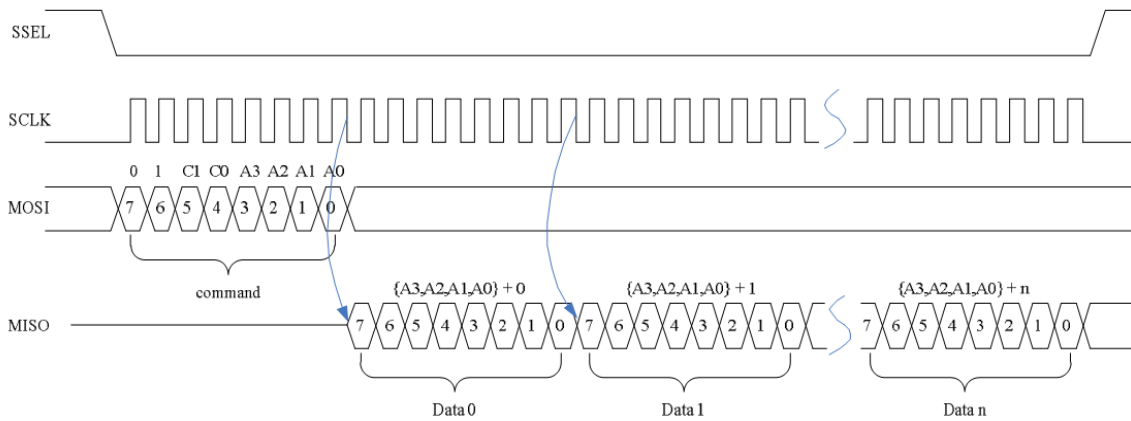 SSEL
SCLK
0 1 C1 C0 A3 A2 A1 A0
MOSI 7 6 5 4 3 2 1 0
command
{A3,A2,A1,A0} + 0 {A3,A2,A1,A0} + 1 {A3,A2,A1,A0} + n
MISO 7 6 5 4 3 2 1 0 7 6 5 4 3 2 1 0 7 6 5 4 3 2 1 0
Data 0 Data 1 Data n